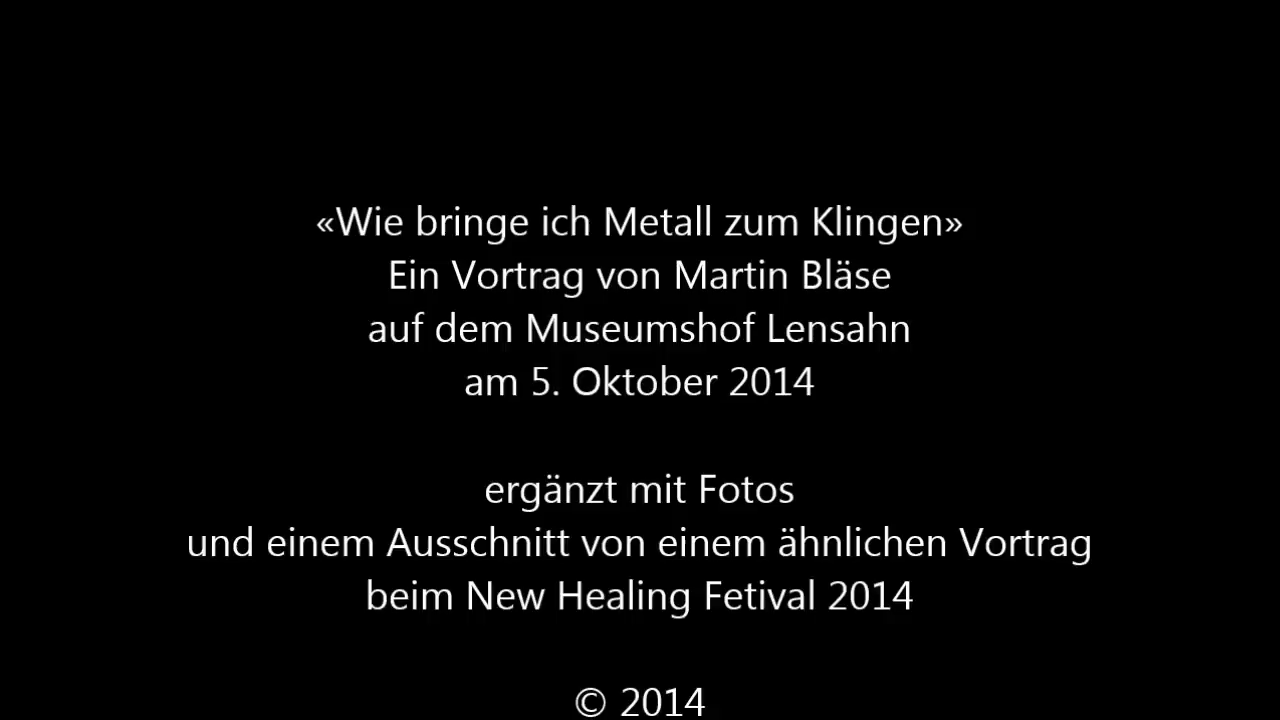 «Wie bringe ich Metall zum Klingen»
Ein Vortrag von Martin Bläse
auf dem Museumshof Lensahn
am 5. Oktober 2014
ergänzt mit Fotos
und einem Ausschnitt von einem ähnlichen Vortrag
beim New Healing Fetival 2014
© 2014